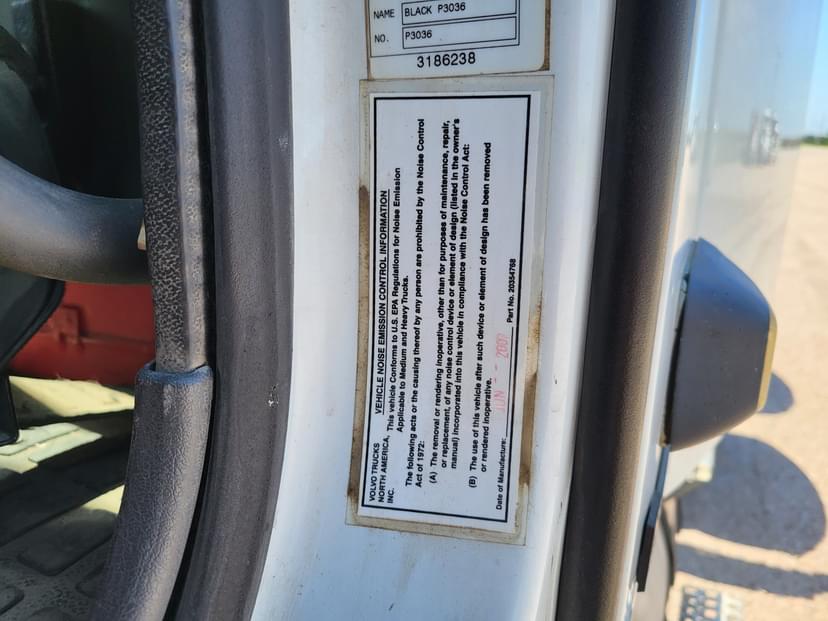 NAME BLACK P3036
NO. P3036
3186238
VOLVO TRUCKS
NORTH AMERICA,
INC.
VEHICLE NOISE EMISSION CONTROL INFORMATION
This vehicle Conforms to U.S. EPA Regulations for Noise Emission
Applicable to Medium and Heavy Trucks.
The following acts or the causing thereof by any person are prohibited by the Noise Control
Act of 1972:
(A) The removal or rendering inoperative, other than for purposes of maintenance, repair,
or replacement, of any noise control device or element of design (listed in the owner's
manual) incorporated into this vehicle in compliance with the Noise Control Act:
(B) The use of this vehicle after such device or element of design has been removed
or rendered inoperative.
Date of Manufacture: JUN - - Part No. 20354768